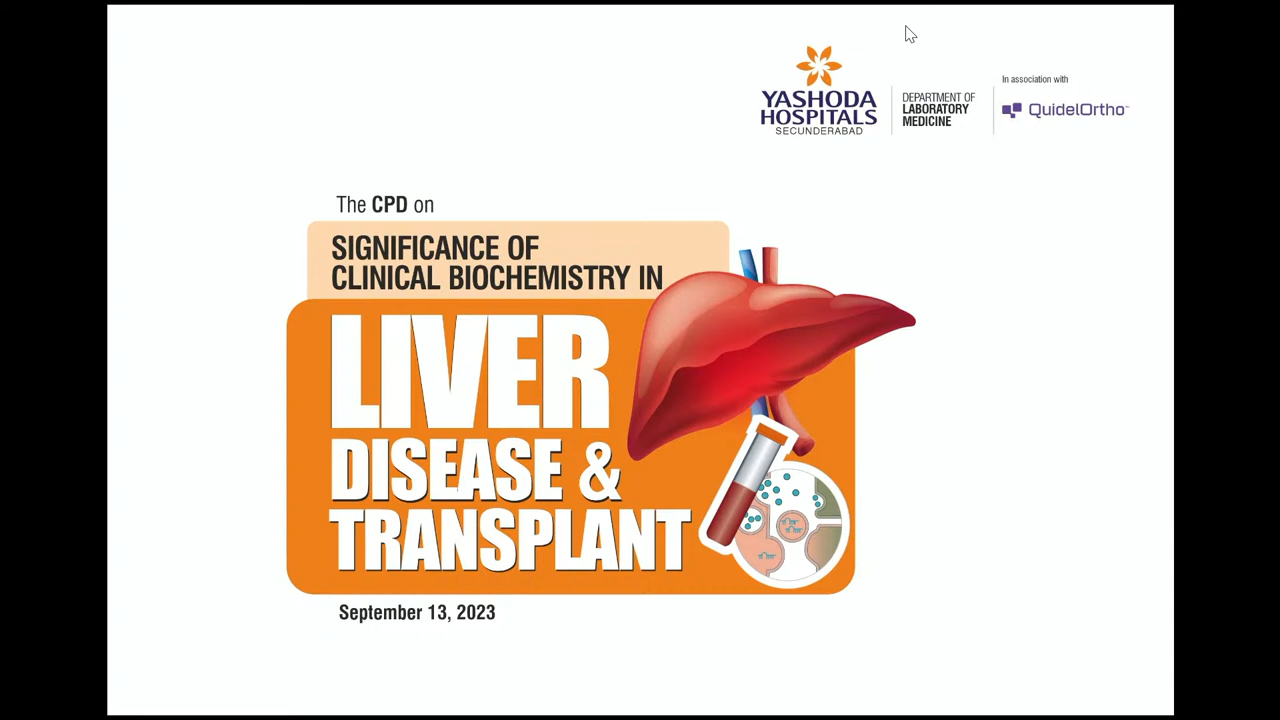 YASHODA
HOSPITALS
SECUNDERABAD
DEPARTMENT OF
LABORATORY
MEDICINE
In association with
QuidelOrtho™
The CPD on
SIGNIFICANCE OF
CLINICAL BIOCHEMISTRY IN
LIVER
DISEASE &
TRANSPLANT
September 13, 2023